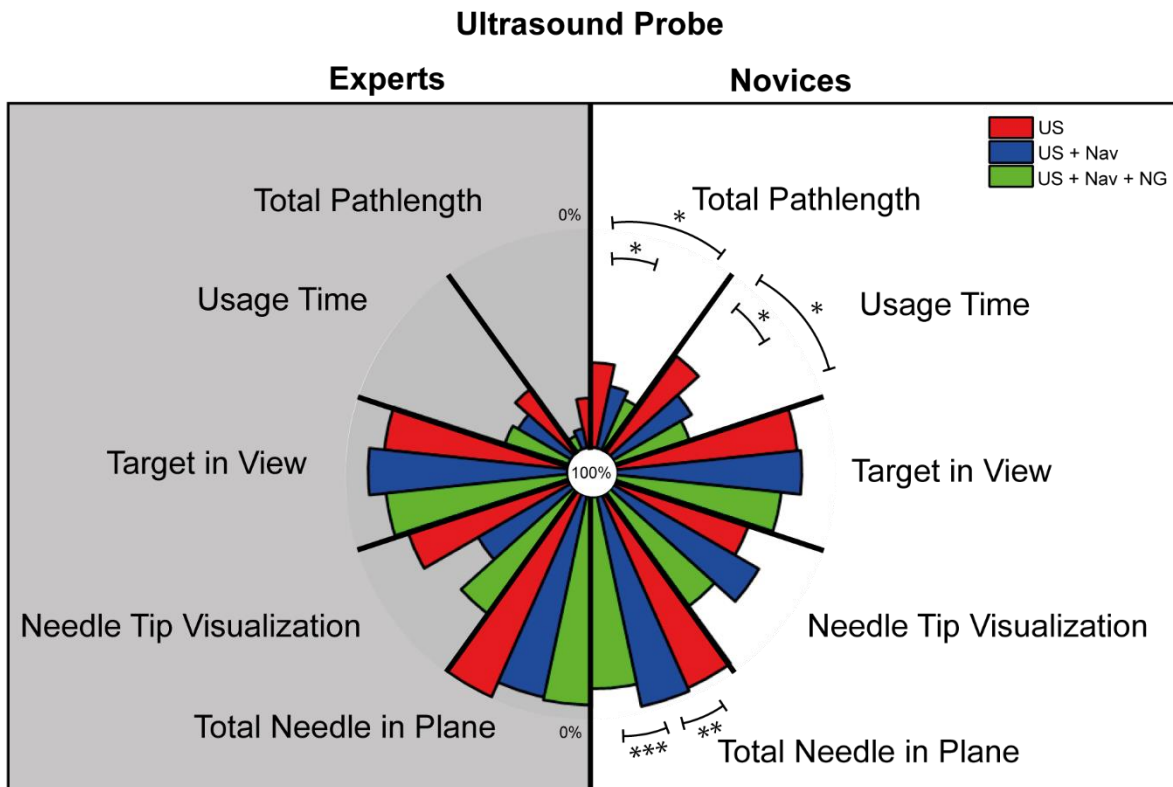 Ultrasound Probe
Experts
Novices
US
US + Nav
US + Nav + NG
Total Pathlength
0%
*
Total Pathlength
*
Usage Time
Usage Time
*
*
Target in View
100%
Target in View
Needle Tip Visualization
Needle Tip Visualization
Total Needle in Plane
0%
***
**
Total Needle in Plane